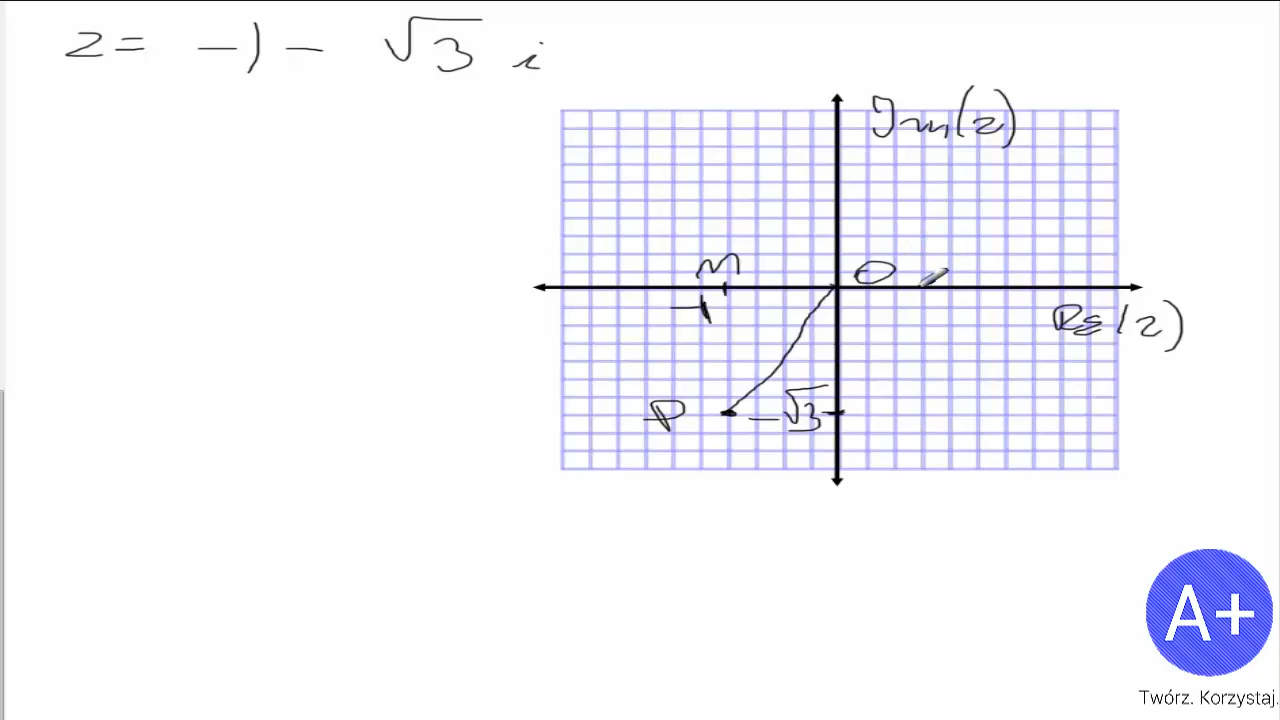 z = -1 - √3 i
Im(z)
M
O
-1
Re(z)
P
-√3
A+
Twórz. Korzystaj.